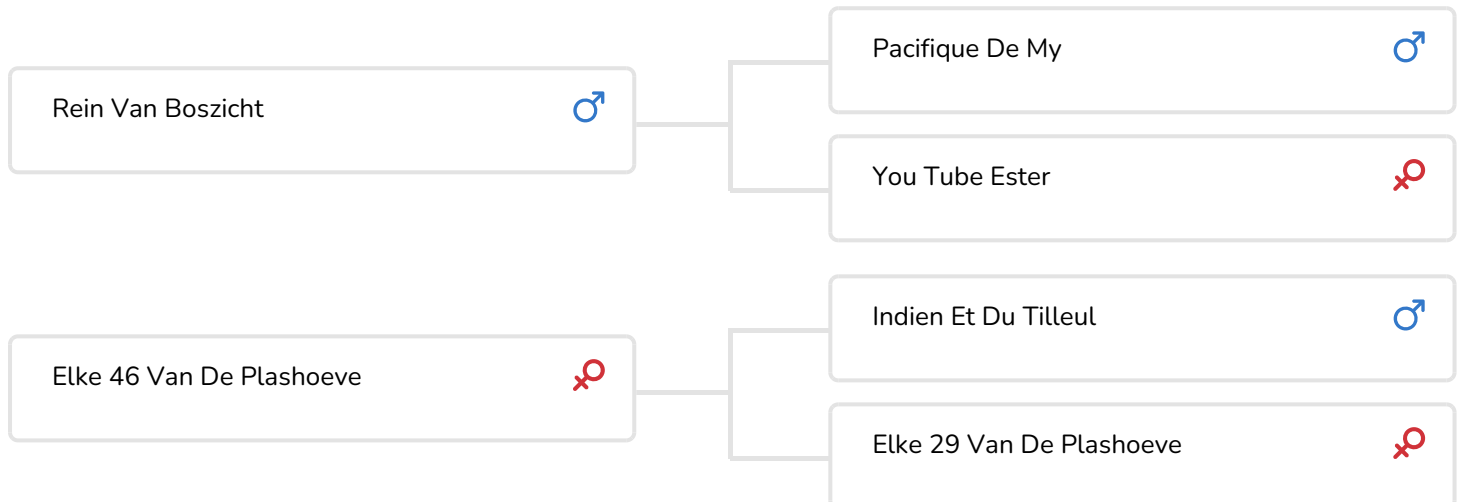 Pacifique De My
Rein Van Boszicht
You Tube Ester
Indien Et Du Tilleul
Elke 46 Van De Plashoeve
Elke 29 Van De Plashoeve